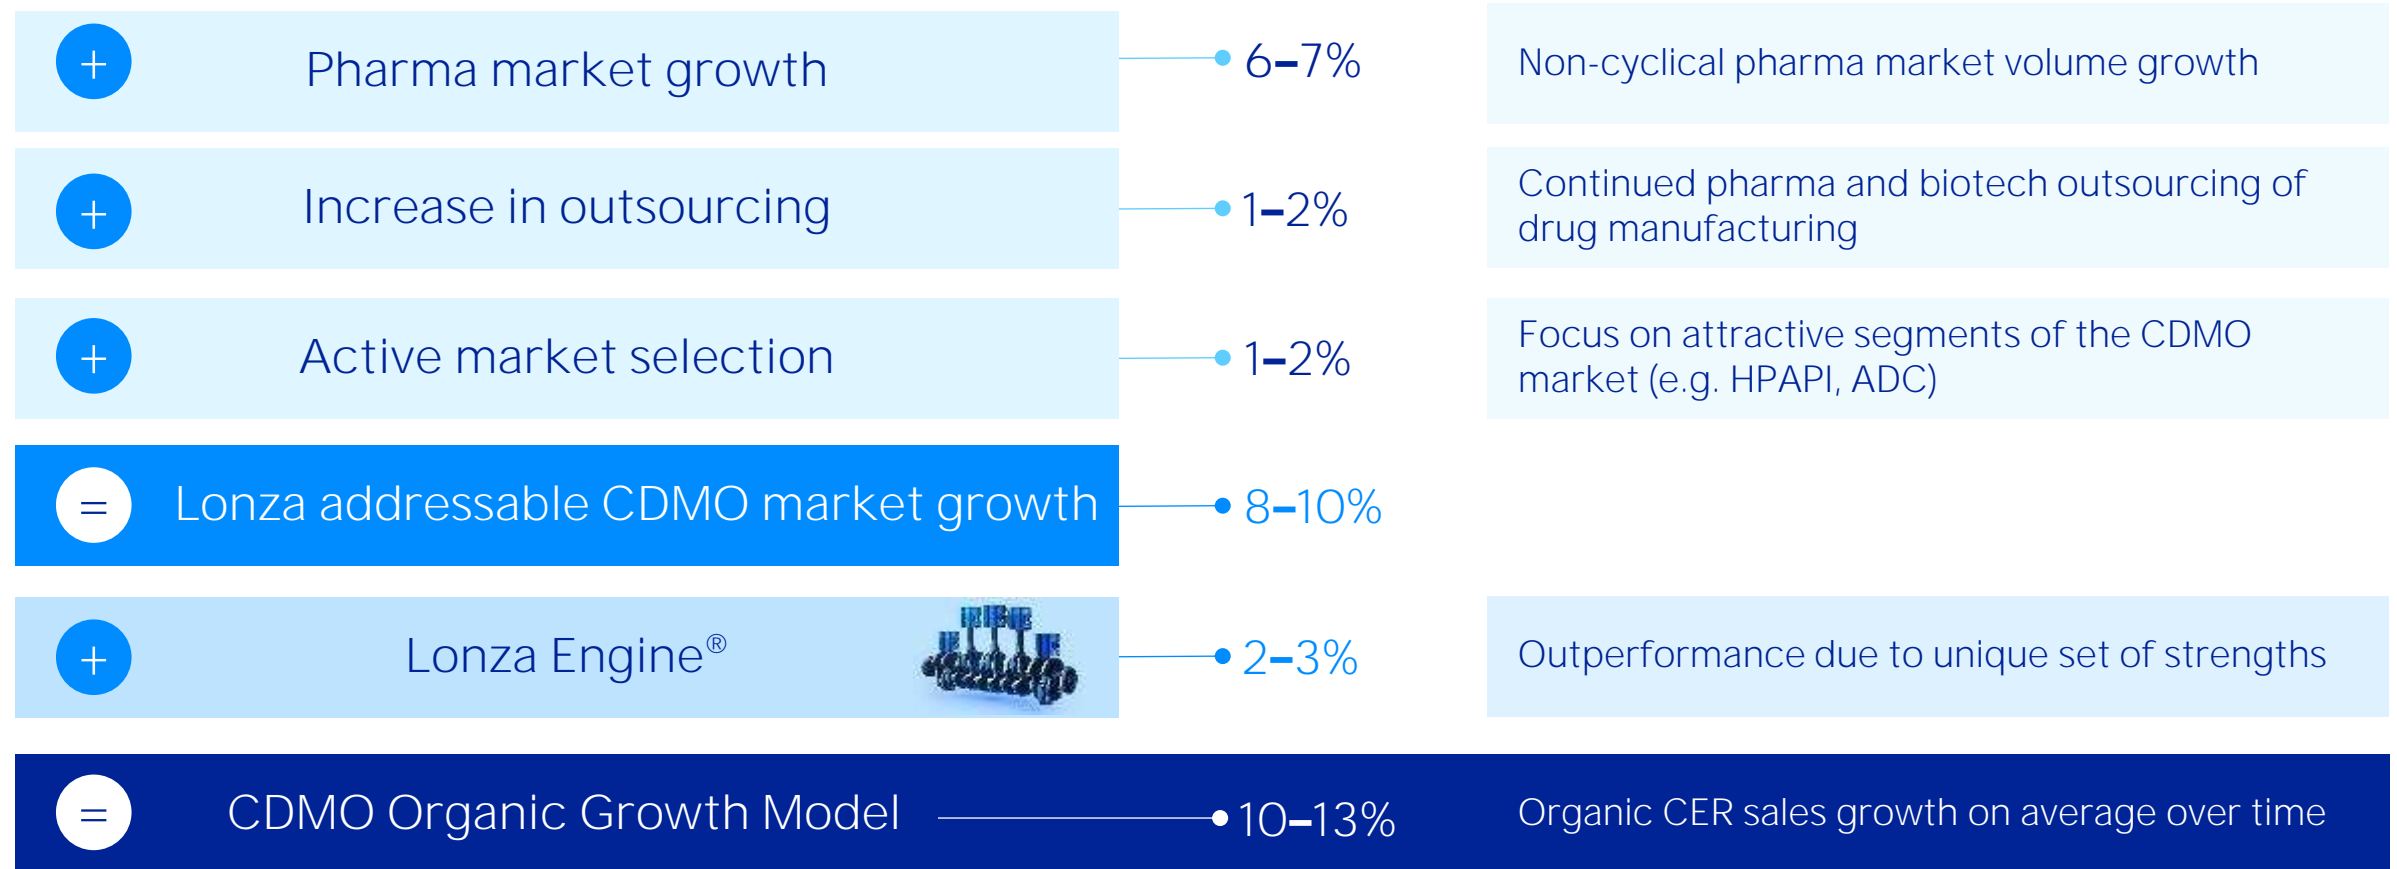 +
Pharma market growth
6–7%
Non-cyclical pharma market volume growth
+
Increase in outsourcing
1–2%
Continued pharma and biotech outsourcing of
drug manufacturing
+
Active market selection
1–2%
Focus on attractive segments of the CDMO
market (e.g. HPAPI, ADC)
=
Lonza addressable CDMO market growth
8–10%
+
Lonza Engine®
2–3%
Outperformance due to unique set of strengths
=
CDMO Organic Growth Model
10–13%
Organic CER sales growth on average over time